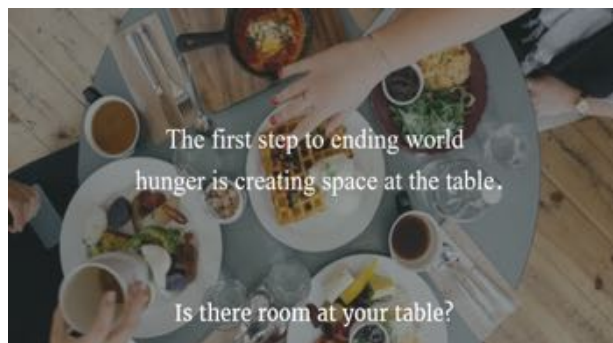 The first step to ending world
hunger is creating space at the table.
Is there room at your table?